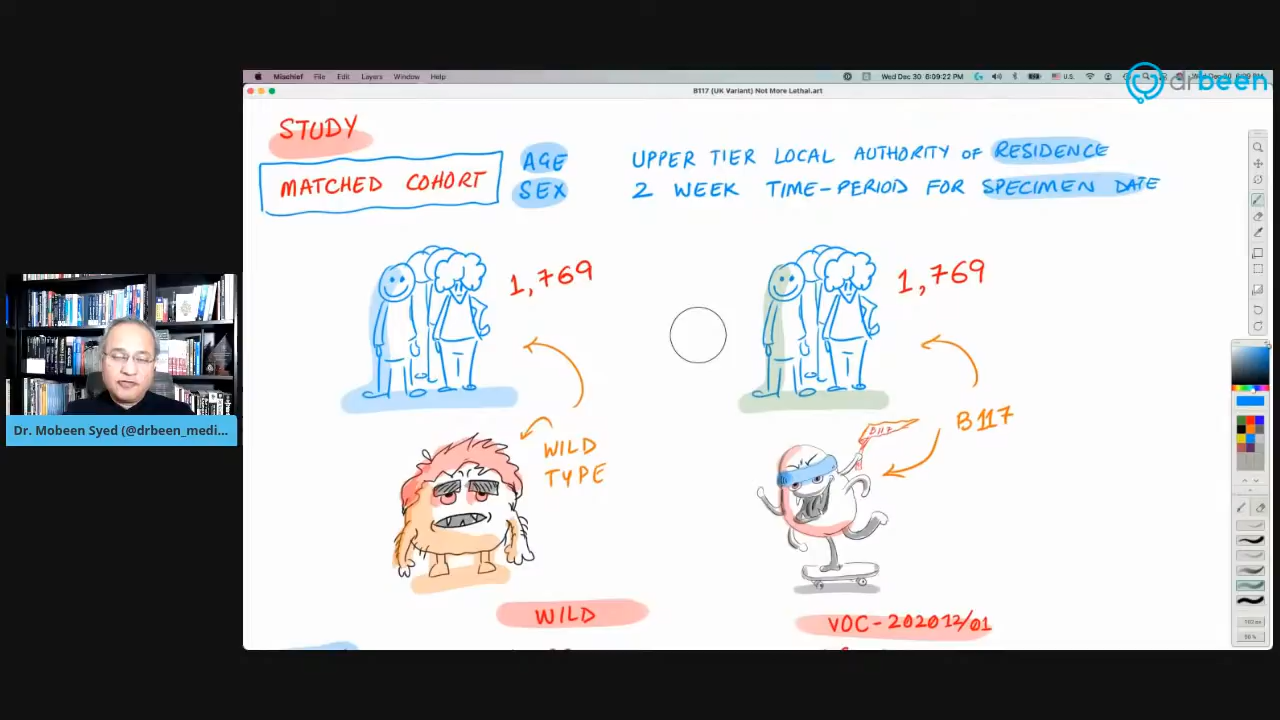 Mischief File Edit Layers Window Help
U.S. Wed Dec 30 6:09:22 PM
drbeen
B117 (UK Variant) Not More Lethal.art
STUDY
MATCHED COHORT
AGE
SEX
UPPER TIER LOCAL AUTHORITY of RESIDENCE
2 WEEK TIME-PERIOD FOR SPECIMEN DATE
1,769
1,769
B117
B117
WILD
TYPE
Dr. Mobeen Syed (@drbeen_medi...
WILD
VOC-202012/01